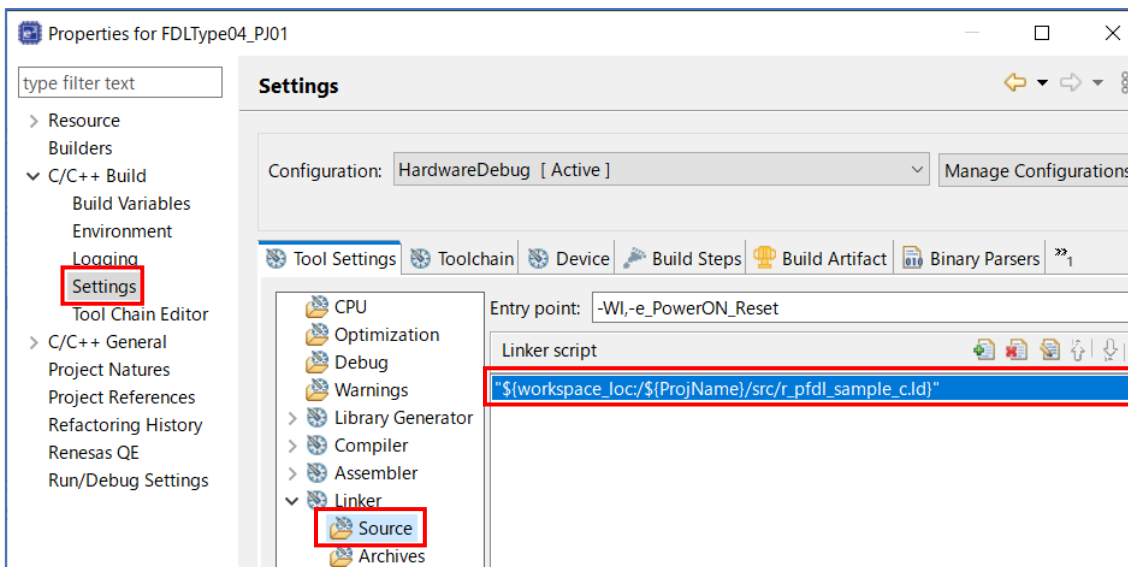 Properties for FDLType04_PJ01
type filter text
Settings
Resource
Builders
C/C++ Build
Build Variables
Environment
Logging
Settings
Tool Chain Editor
C/C++ General
Project Natures
Project References
Refactoring History
Renesas QE
Run/Debug Settings
Configuration:
HardwareDebug [ Active ]
Manage Configurations
Tool Settings
Toolchain
Device
Build Steps
Build Artifact
Binary Parsers
»1
CPU
Optimization
Debug
Warnings
Library Generator
Compiler
Assembler
Linker
Source
Archives
Entry point:
-Wl,-e_PowerON_Reset
Linker script
"${workspace_loc:/${ProjName}/src/r_pfdl_sample_c.ld}"